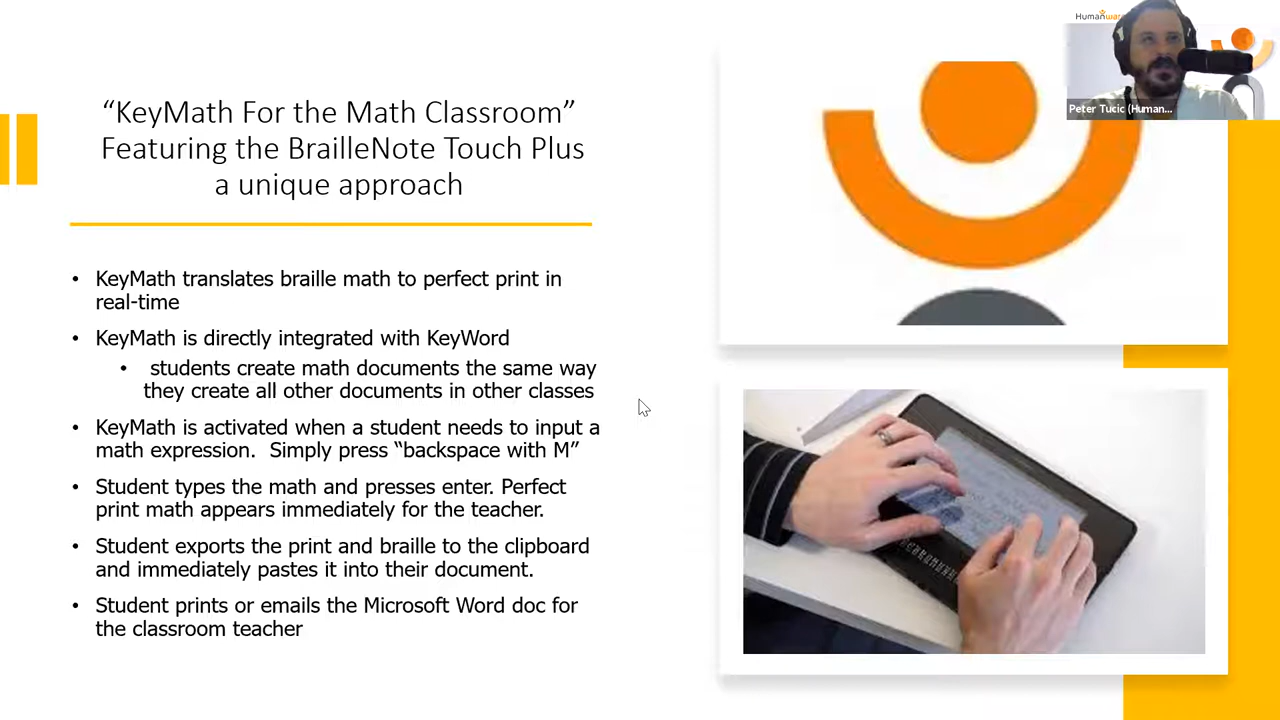 “KeyMath For the Math Classroom”
Featuring the BrailleNote Touch Plus
a unique approach
• KeyMath translates braille math to perfect print in
real-time
• KeyMath is directly integrated with KeyWord
• students create math documents the same way
they create all other documents in other classes
• KeyMath is activated when a student needs to input a
math expression.  Simply press “backspace with M”
• Student types the math and presses enter. Perfect
print math appears immediately for the teacher.
• Student exports the print and braille to the clipboard
and immediately pastes it into their document.
• Student prints or emails the Microsoft Word doc for
the classroom teacher
Humanware
Peter Tucic (Human...